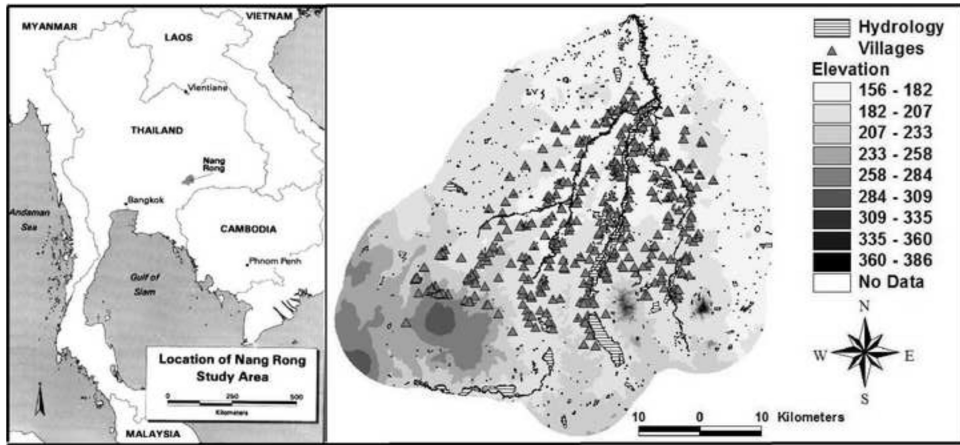 MYANMAR
LAOS
VIETNAM
Vientiane
THAILAND
Nang
Rong
Bangkok
Andaman
Sea
CAMBODIA
Phnom Penh
Gulf of
Siam
Location of Nang Rong
Study Area
0 250 500
Kilometers
MALAYSIA
Hydrology
Villages
Elevation
156 - 182
182 - 207
207 - 233
233 - 258
258 - 284
284 - 309
309 - 335
335 - 360
360 - 386
No Data
N
W E
S
10 0 10 Kilometers